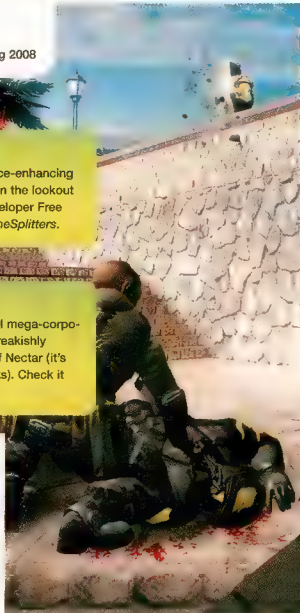 g 2008
ce-enhancing
n the lookout
eloper Free
eSplitters.
l mega-corpo-
reakishly
f Nectar (it's
s). Check it